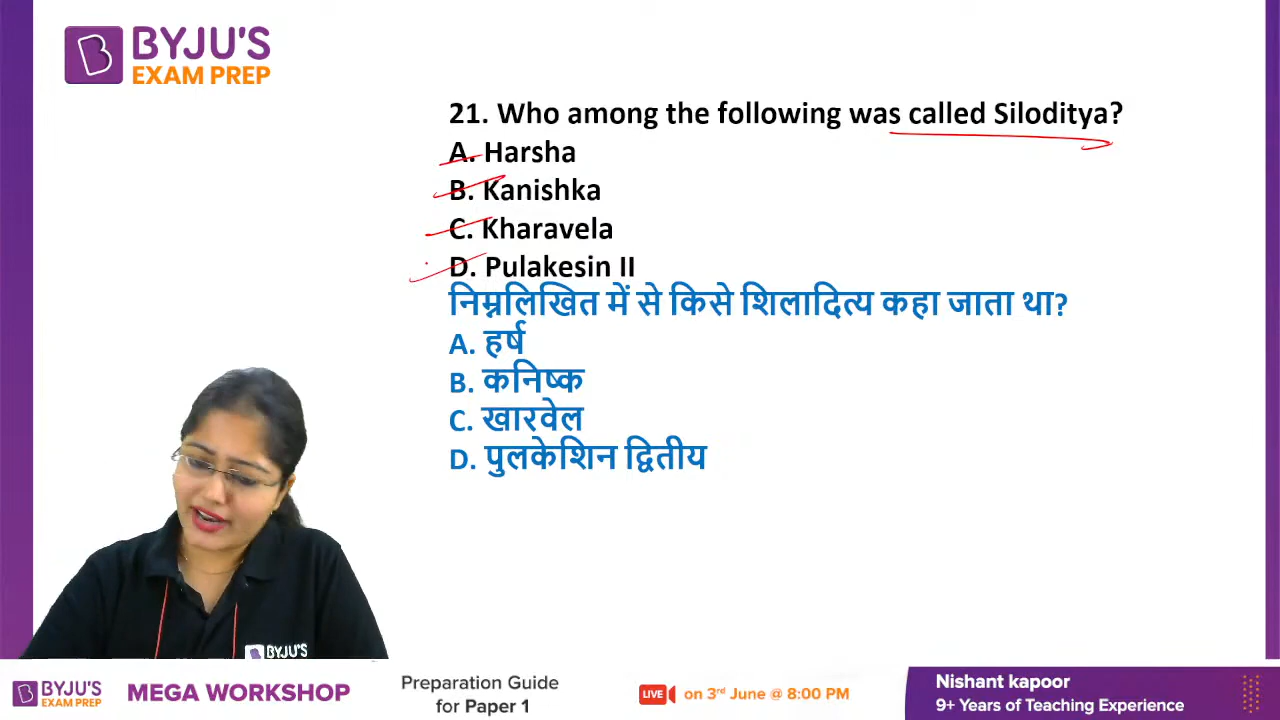 BYJU'S
EXAM PREP
21. Who among the following was called Siloditya?
A. Harsha
B. Kanishka
C. Kharavela
D. Pulakesin II
निम्नलिखित में से किसे शिलादित्य कहा जाता था?
A. हर्ष
B. कनिष्क
C. खारवेल
D. पुलकेशिन द्वितीय
BYJU'S
BYJU'S
EXAM PREP
MEGA WORKSHOP
Preparation Guide
for Paper 1
LIVE
on 3rd June @ 8:00 PM
Nishant kapoor
9+ Years of Teaching Experience